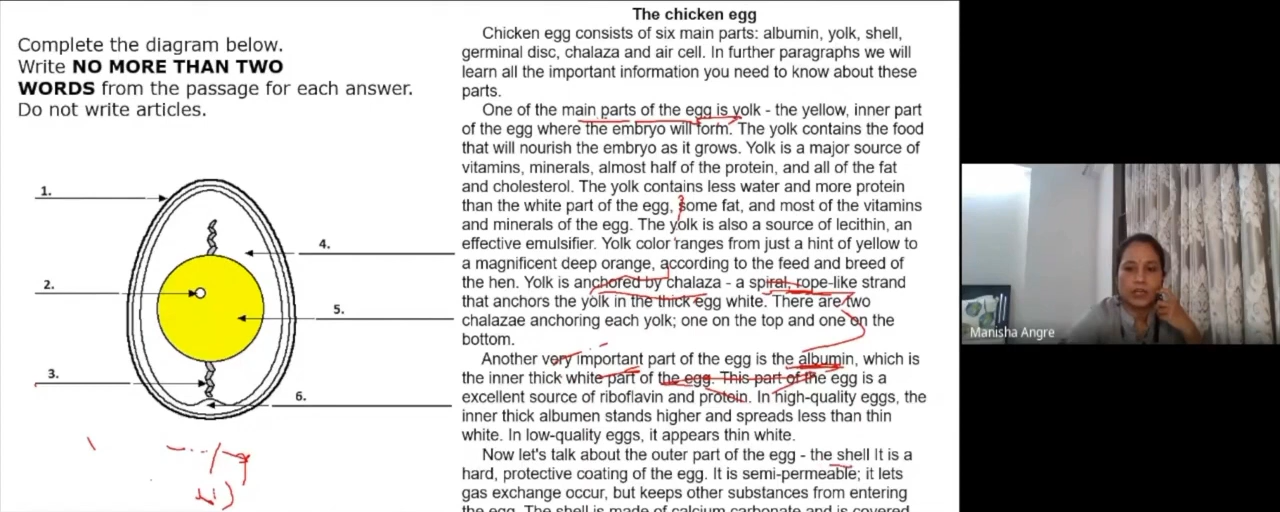 Complete the diagram below.
Write NO MORE THAN TWO
WORDS from the passage for each answer.
Do not write articles.
1.
2.
3.
4.
5.
6.
The chicken egg
Chicken egg consists of six main parts: albumin, yolk, shell,
germinal disc, chalaza and air cell. In further paragraphs we will
learn all the important information you need to know about these
parts.
One of the main parts of the egg is yolk - the yellow, inner part
of the egg where the embryo will form. The yolk contains the food
that will nourish the embryo as it grows. Yolk is a major source of
vitamins, minerals, almost half of the protein, and all of the fat
and cholesterol. The yolk contains less water and more protein
than the white part of the egg, some fat, and most of the vitamins
and minerals of the egg. The yolk is also a source of lecithin, an
effective emulsifier. Yolk color ranges from just a hint of yellow to
a magnificent deep orange, according to the feed and breed of
the hen. Yolk is anchored by chalaza - a spiral, rope-like strand
that anchors the yolk in the thick egg white. There are two
chalazae anchoring each yolk; one on the top and one on the
bottom.
Another very important part of the egg is the albumin, which is
the inner thick white part of the egg. This part of the egg is a
excellent source of riboflavin and protein. In high-quality eggs, the
inner thick albumen stands higher and spreads less than thin
white. In low-quality eggs, it appears thin white.
Now let's talk about the outer part of the egg - the shell It is a
hard, protective coating of the egg. It is semi-permeable; it lets
gas exchange occur, but keeps other substances from entering
the egg. The shell is made of calcium carbonate and is covered
Manisha Angre